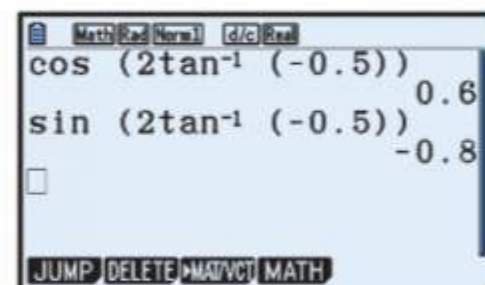 Math Rad Norm1 d/c Real
cos (2tan⁻¹ (-0.5))
0.6
sin (2tan⁻¹ (-0.5))
-0.8
JUMP DELETE ▶MAT/VCT MATH